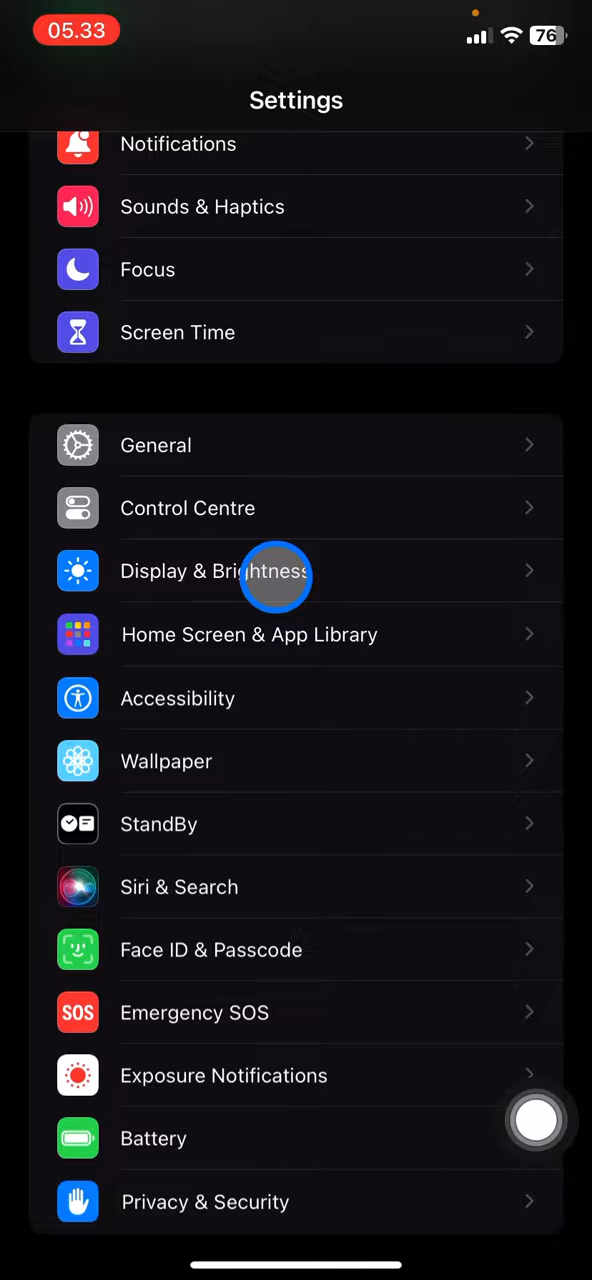 05.33
76
Settings
Notifications
Sounds & Haptics
Focus
Screen Time
General
Control Centre
Display & Brightness
Home Screen & App Library
Accessibility
Wallpaper
StandBy
Siri & Search
Face ID & Passcode
SOS Emergency SOS
Exposure Notifications
Battery
Privacy & Security